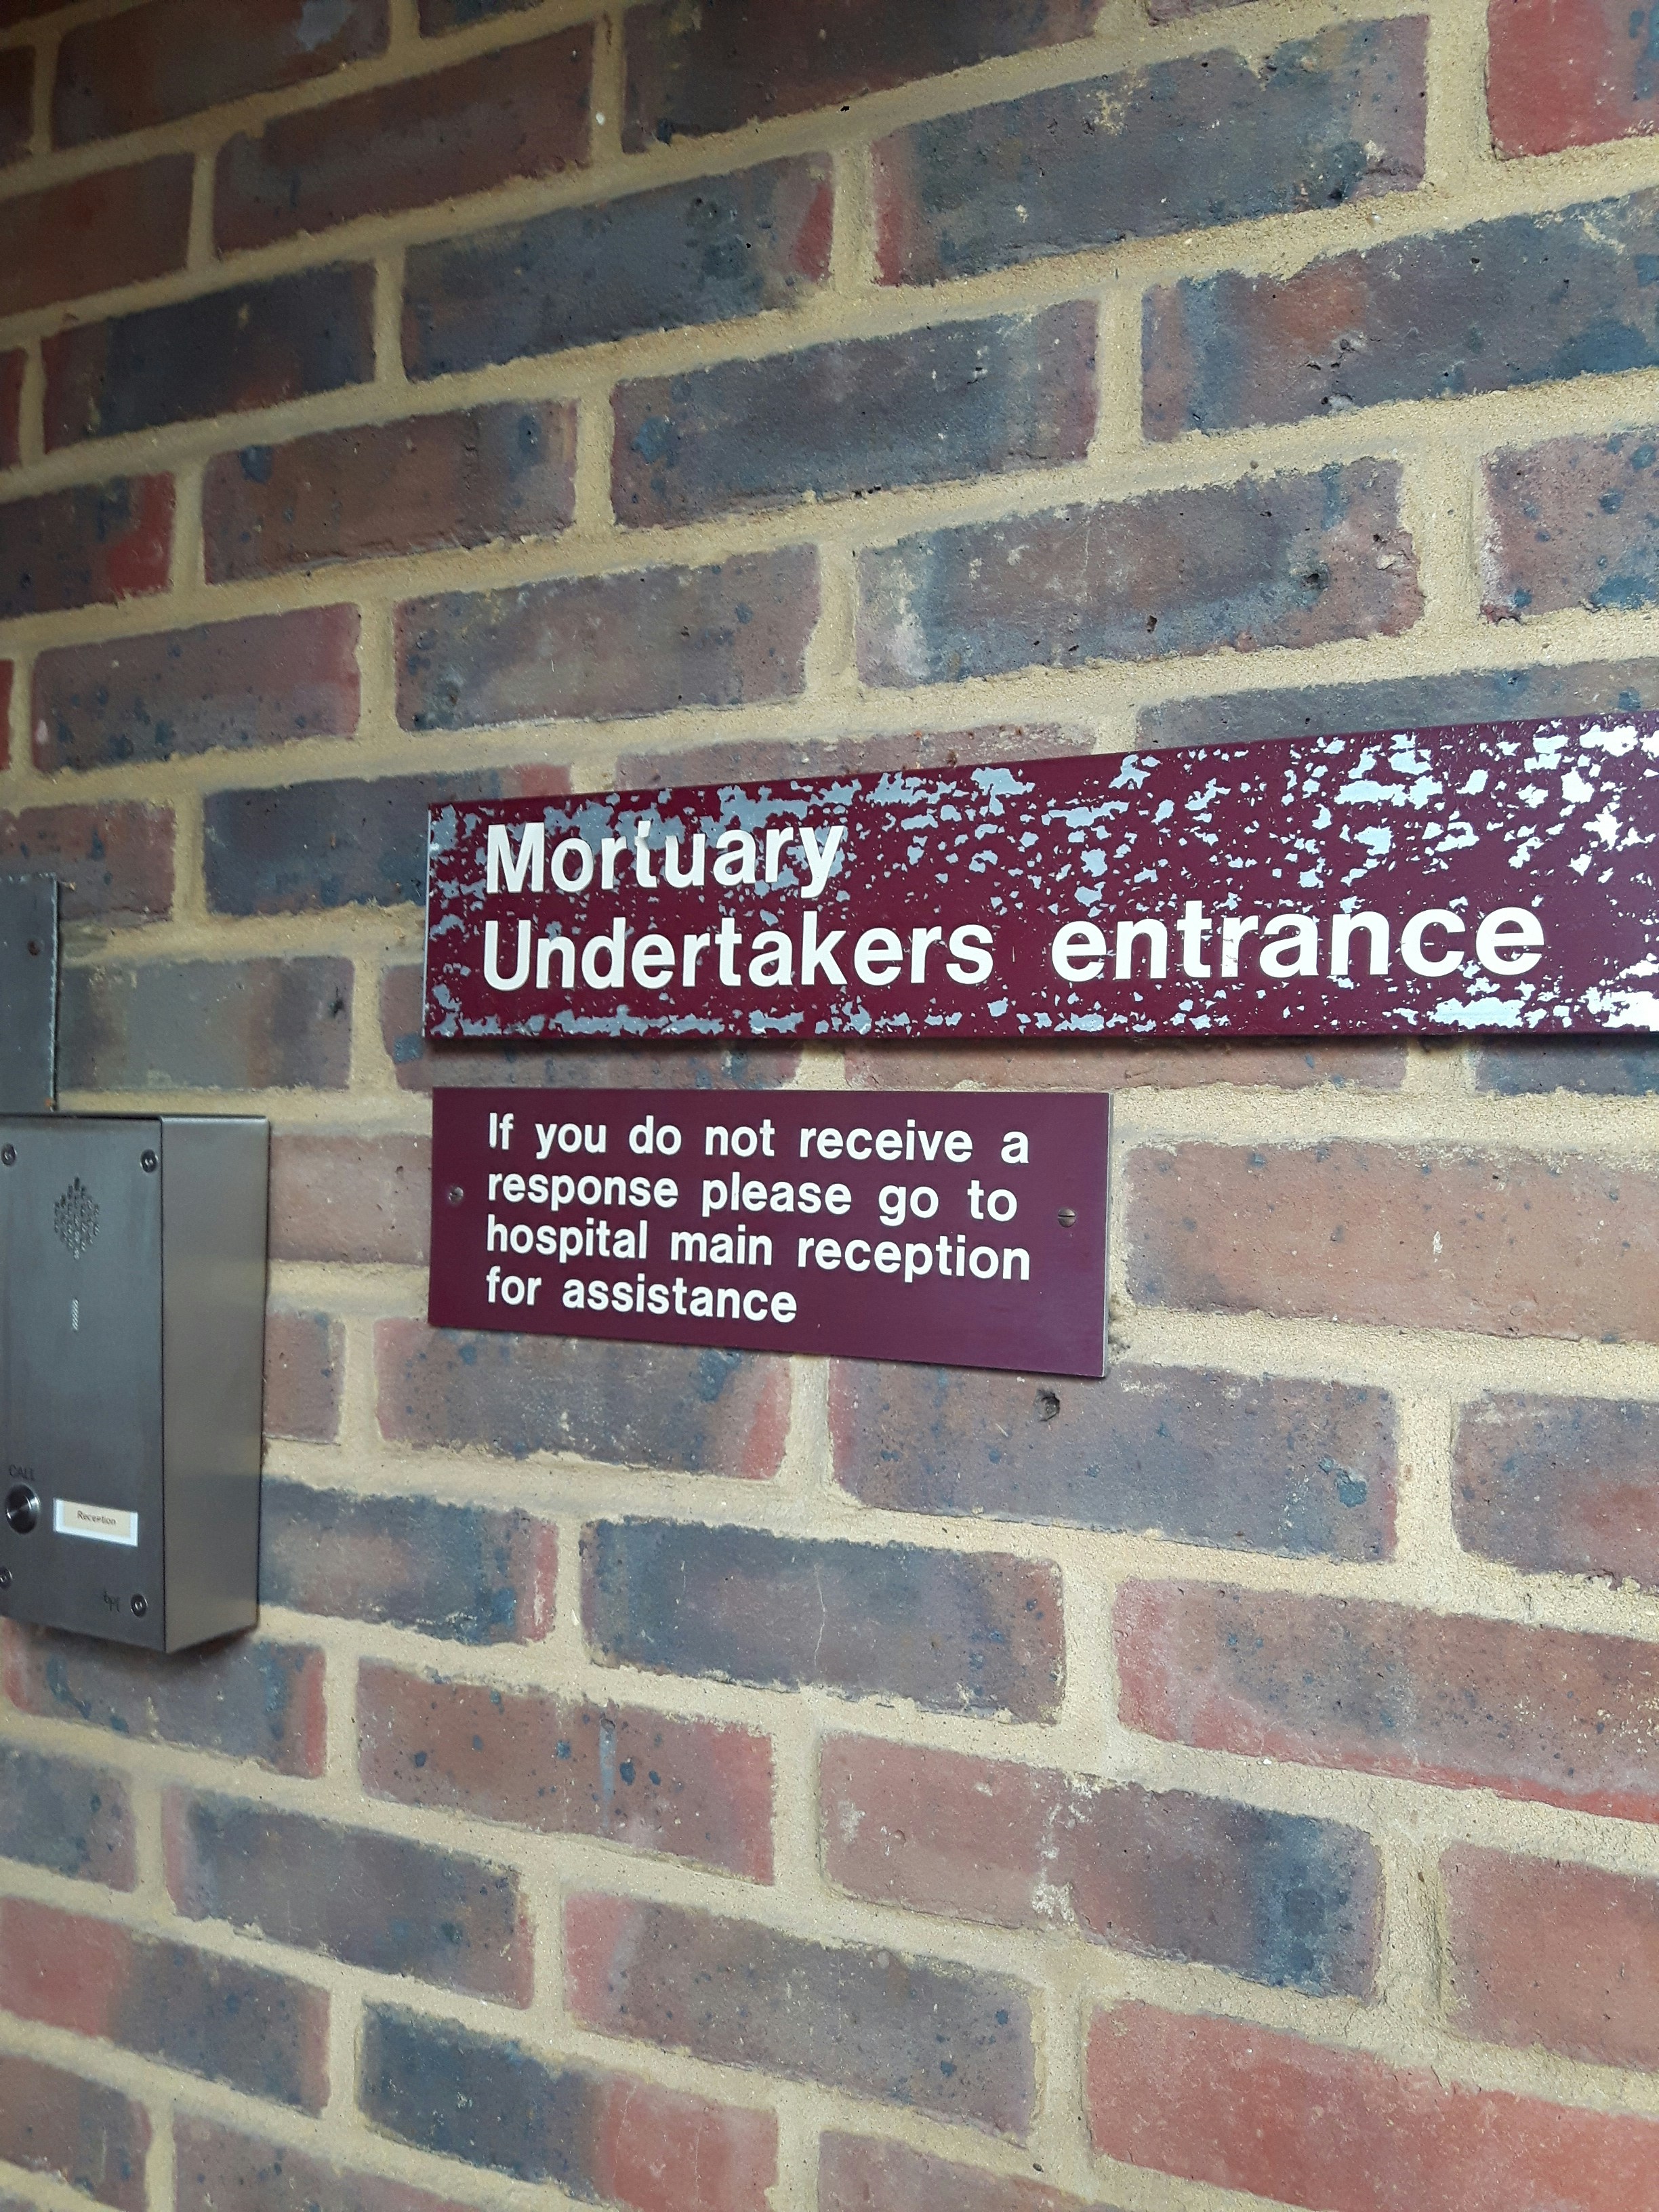 Mortuary
Undertakers entrance
If you do not receive a
response please go to
hospital main reception
for assistance
CALL
Reception